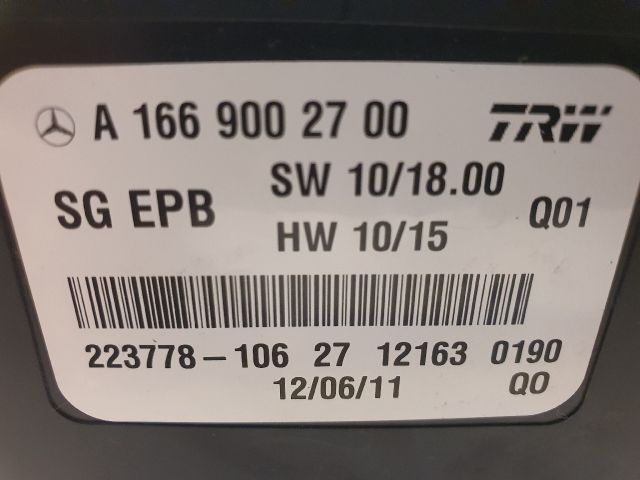 A 166 900 27 00 TRW
SG EPB SW 10/18.00 Q01
HW 10/15
223778-106 27 12163 0190
12/06/11 QO